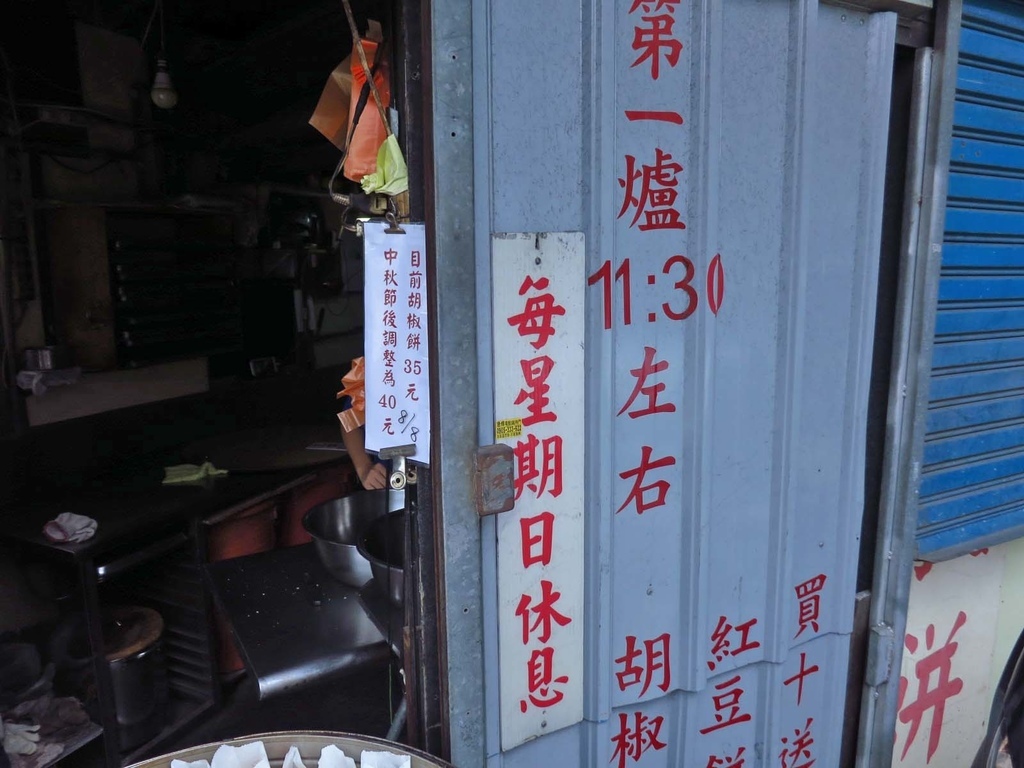 第一爐
11:30
左右
每星期日休息
目前胡椒餅35元
中秋節後調整為40元
8/8
買十送
紅豆餅
胡椒
餅